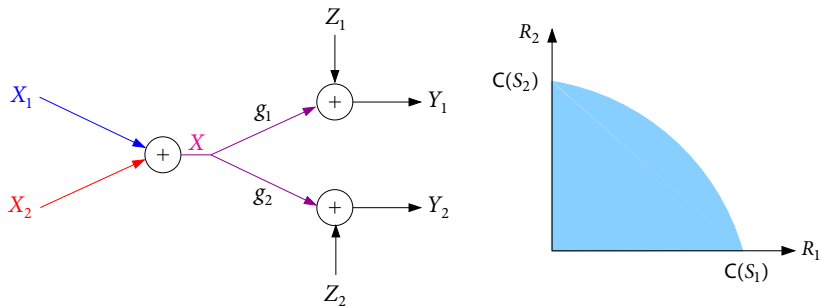 Z₁
X₁
+
Y₁
g₁
X
+
X₂
g₂
+
Y₂
Z₂
R₂
C(S₂)
R₁
C(S₁)